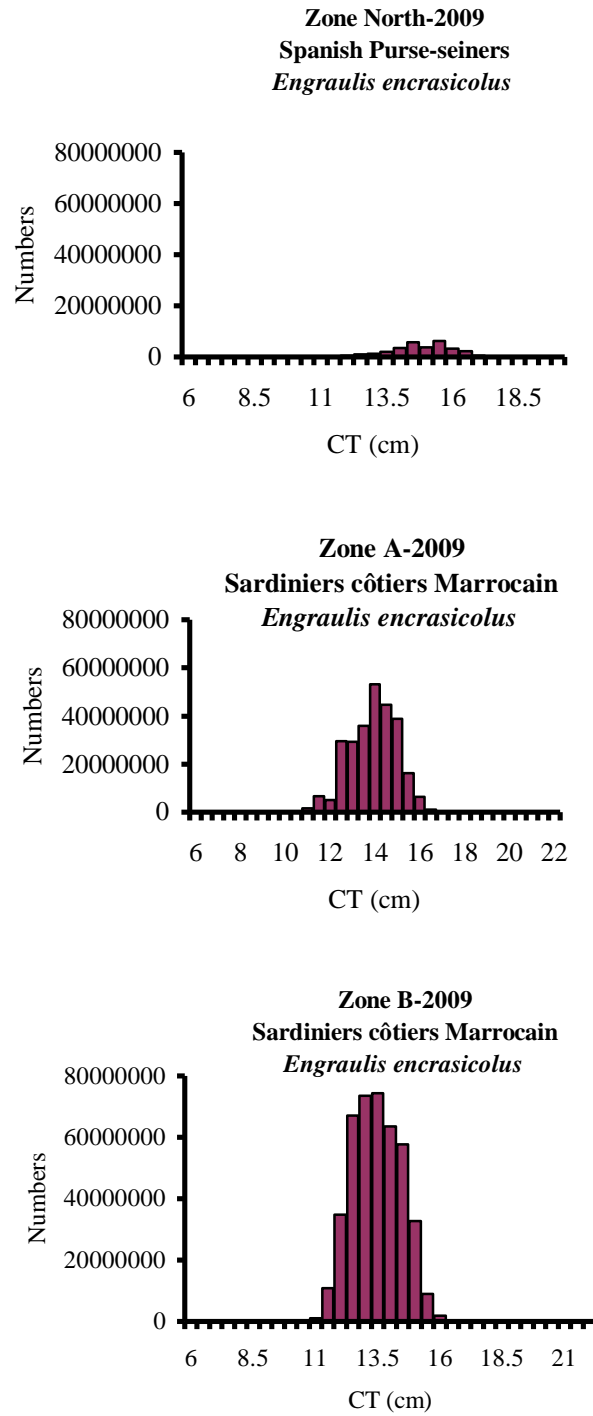 Zone North-2009
Spanish Purse-seiners
Engraulis encrasicolus
80000000
60000000
40000000
20000000
0
Numbers
6 8.5 11 13.5 16 18.5
CT (cm)
Zone A-2009
Sardiniers côtiers Marrocain
Engraulis encrasicolus
80000000
60000000
40000000
20000000
0
Numbers
6 8 10 12 14 16 18 20 22
CT (cm)
Zone B-2009
Sardiniers côtiers Marrocain
Engraulis encrasicolus
80000000
60000000
40000000
20000000
0
Numbers
6 8.5 11 13.5 16 18.5 21
CT (cm)